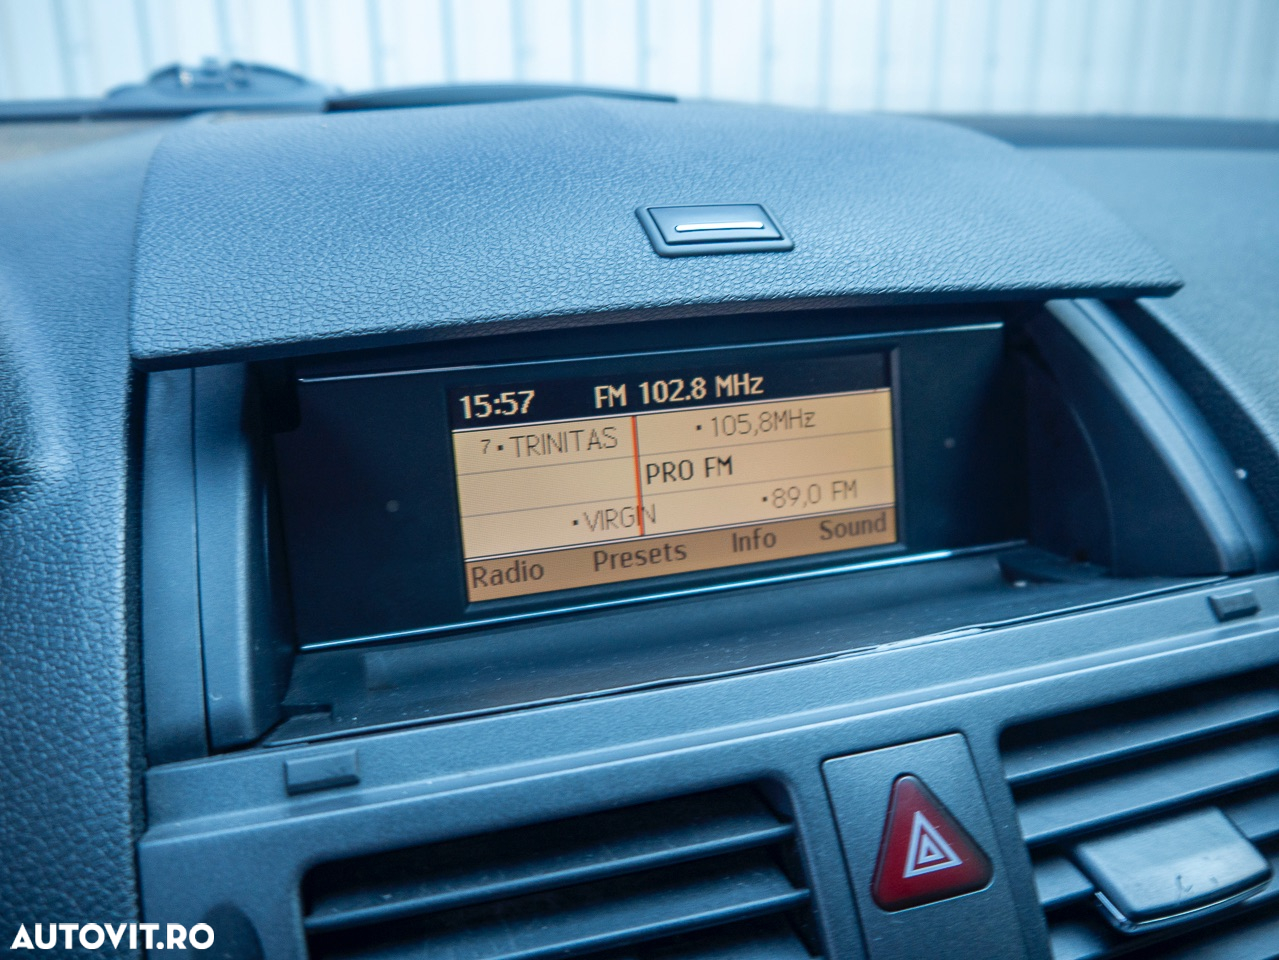 15:57 FM 102.8 MHz
7 • TRINITAS • 105,8MHz
PRO FM
• VIRGIN • 89,0 FM
Radio Presets Info Sound
AUTOVIT.RO